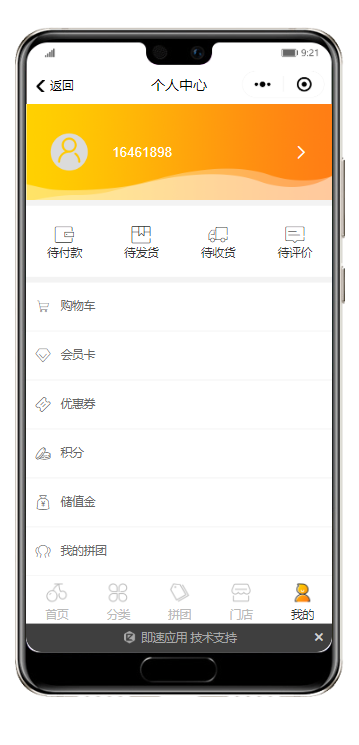 9:21
返回 个人中心
16461898
待付款 待发货 待收货 待评价
购物车
会员卡
优惠券
积分
储值金
我的拼团
首页 分类 拼团 门店 我的
即速应用 技术支持